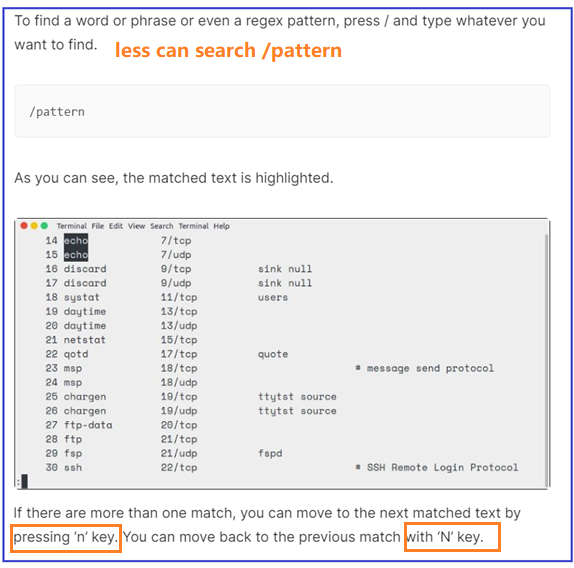 To find a word or phrase or even a regex pattern, press / and type whatever you
want to find.
less can search /pattern
/pattern
As you can see, the matched text is highlighted.
Terminal File Edit View Search Terminal Help
14 echo 7/tcp
15 echo 7/udp
16 discard 9/tcp sink null
17 discard 9/udp sink null
18 systat 11/tcp users
19 daytime 13/tcp
20 daytime 13/udp
21 netstat 15/tcp
22 qotd 17/tcp quote
23 msp 18/tcp # message send protocol
24 msp 18/udp
25 chargen 19/tcp ttytst source
26 chargen 19/udp ttytst source
27 ftp-data 20/tcp
28 ftp 21/tcp
29 fsp 21/udp fspd
30 ssh 22/tcp # SSH Remote Login Protocol
:
If there are more than one match, you can move to the next matched text by
pressing ‘n’ key. You can move back to the previous match with ‘N’ key.